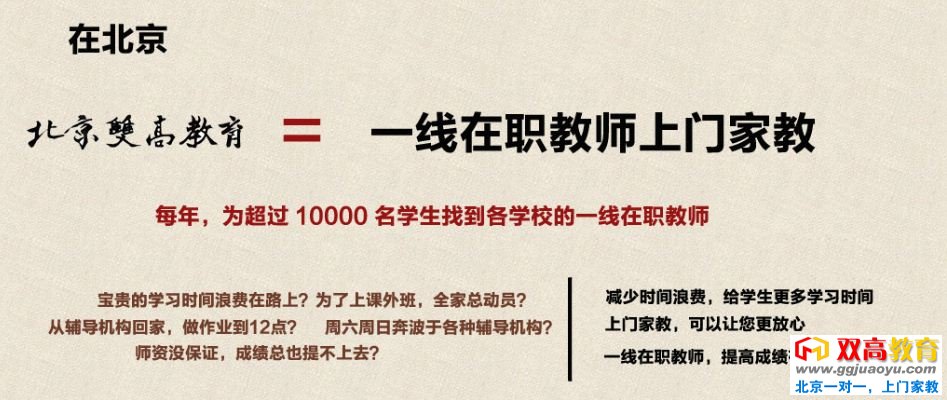 在北京
北京雙高教育 = 一线在职教师上门家教
每年，为超过 10000 名学生找到各学校的一线在职教师
宝贵的学习时间浪费在路上？为了上课外班，全家总动员？
从辅导机构回家，做作业到12点？ 周六周日奔波于各种辅导机构？
师资没保证，成绩总也提不上去？
减少时间浪费，给学生更多学习时间
上门家教，可以让您更放心
一线在职教师，提高成绩
双高教育
www.ggjuaoyu.com
北京一对一，上门家教